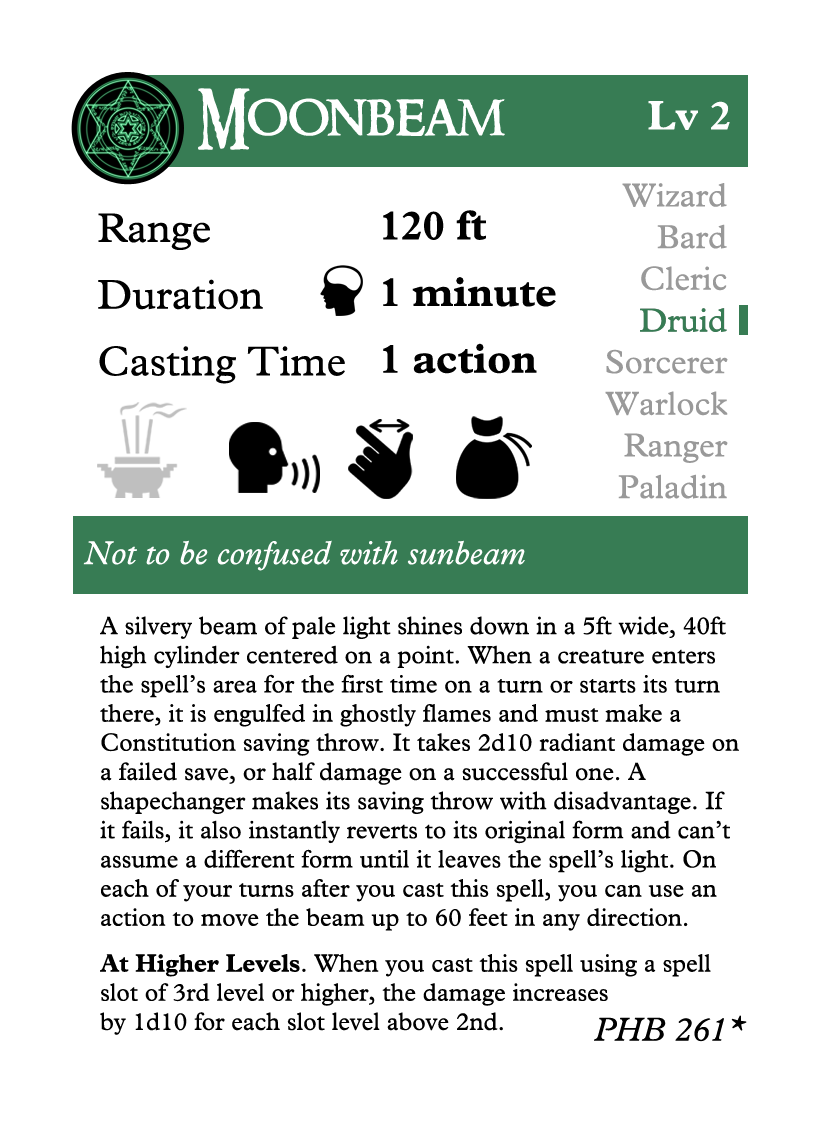 MOONBEAM Lv 2
Range 120 ft
Duration 1 minute
Casting Time 1 action
Wizard
Bard
Cleric
Druid
Sorcerer
Warlock
Ranger
Paladin
Not to be confused with sunbeam
A silvery beam of pale light shines down in a 5ft wide, 40ft
high cylinder centered on a point. When a creature enters
the spell’s area for the first time on a turn or starts its turn
there, it is engulfed in ghostly flames and must make a
Constitution saving throw. It takes 2d10 radiant damage on
a failed save, or half damage on a successful one. A
shapechanger makes its saving throw with disadvantage. If
it fails, it also instantly reverts to its original form and can’t
assume a different form until it leaves the spell’s light. On
each of your turns after you cast this spell, you can use an
action to move the beam up to 60 feet in any direction.
At Higher Levels. When you cast this spell using a spell
slot of 3rd level or higher, the damage increases
by 1d10 for each slot level above 2nd.
PHB 261*